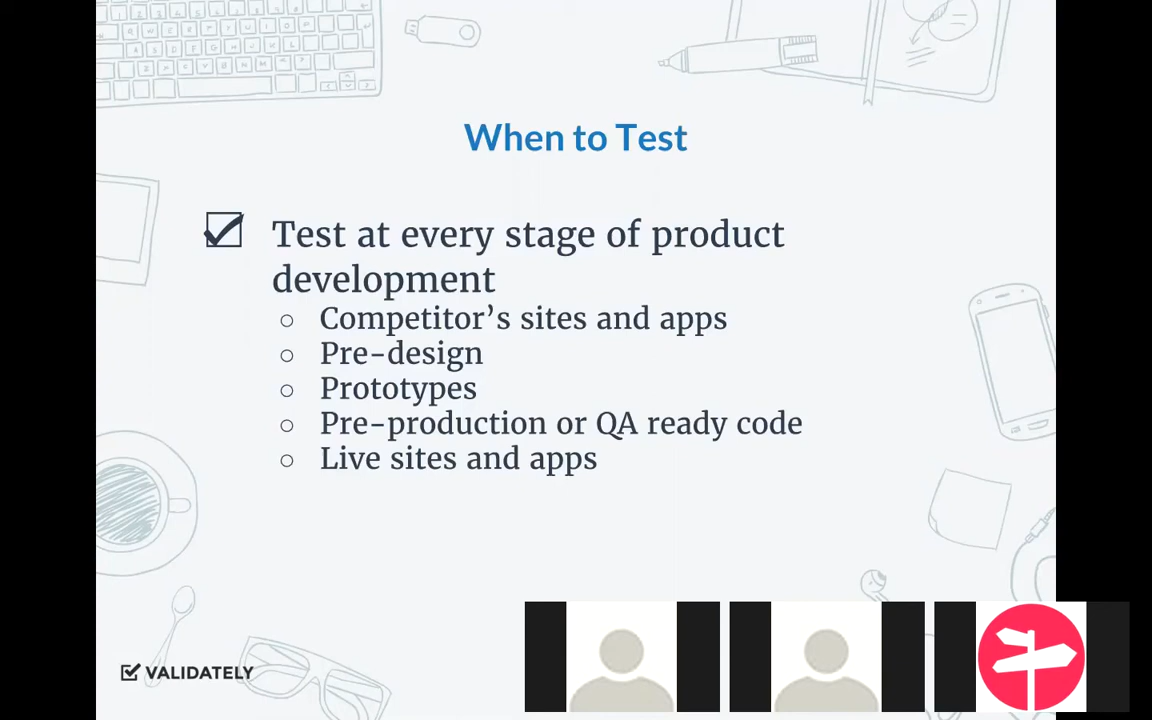 When to Test
Test at every stage of product
development
Competitor’s sites and apps
Pre-design
Prototypes
Pre-production or QA ready code
Live sites and apps
VALIDATELY